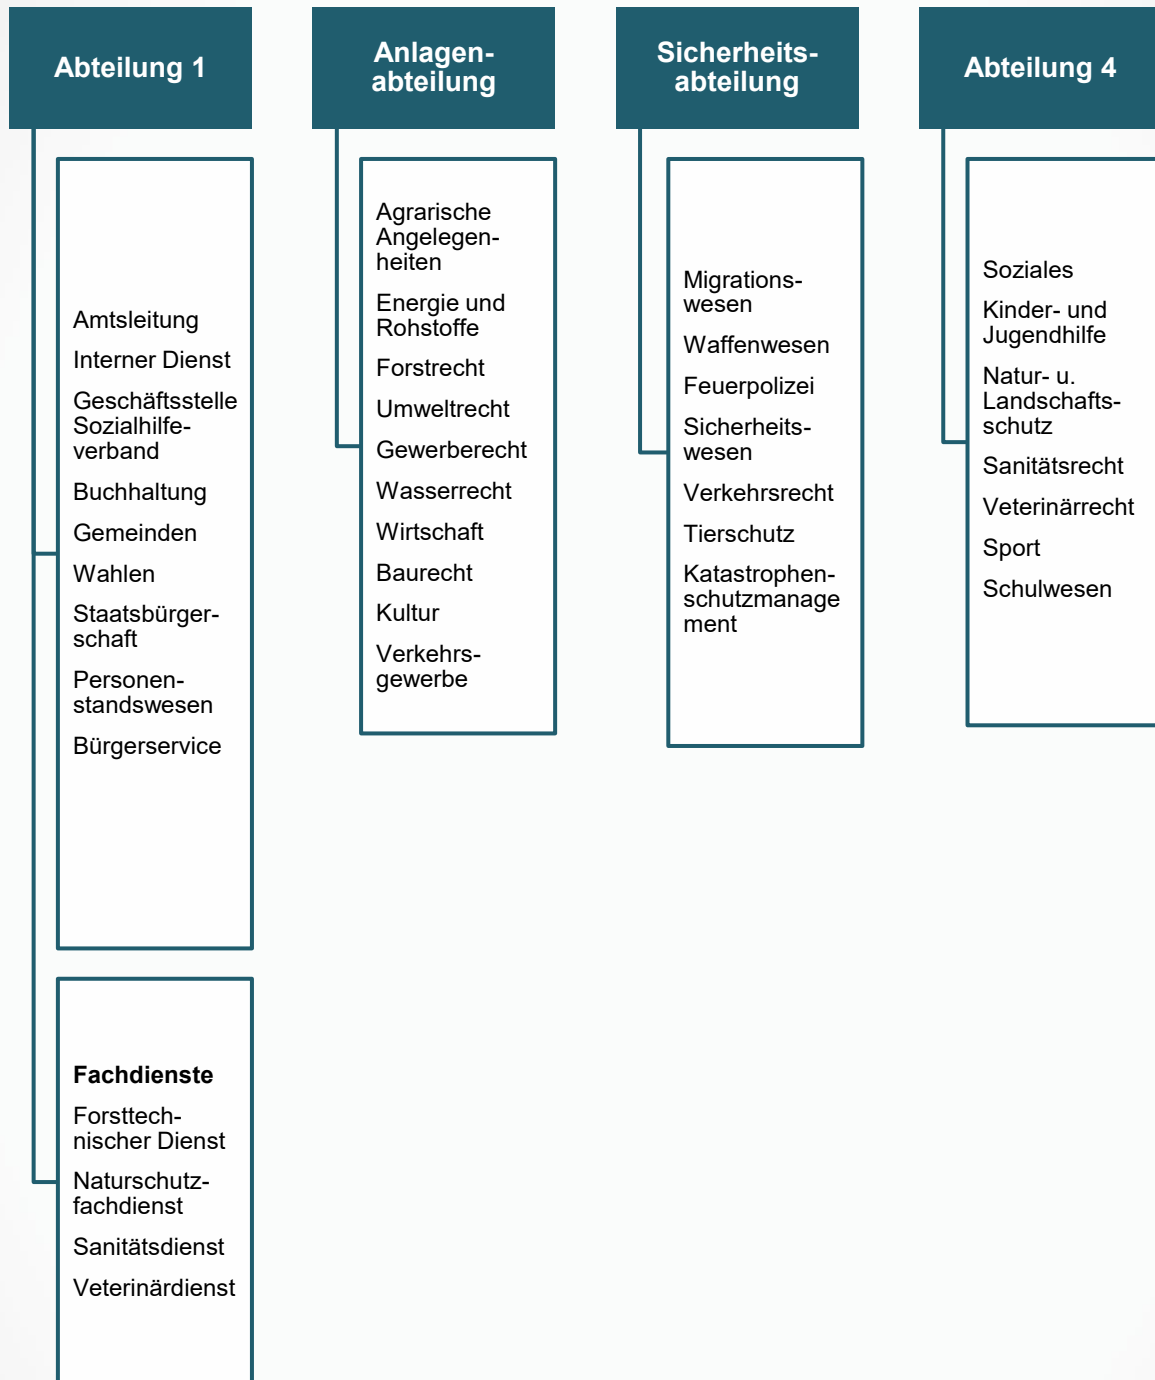 Abteilung 1
Amtsleitung
Interner Dienst
Geschäftsstelle
Sozialhilfe-
verband
Buchhaltung
Gemeinden
Wahlen
Staatsbürger-
schaft
Personen-
standswesen
Bürgerservice
Fachdienste
Forsttech-
nischer Dienst
Naturschutz-
fachdienst
Sanitätsdienst
Veterinärdienst
Anlagen-
abteilung
Agrarische
Angelegen-
heiten
Energie und
Rohstoffe
Forstrecht
Umweltrecht
Gewerberecht
Wasserrecht
Wirtschaft
Baurecht
Kultur
Verkehrs-
gewerbe
Sicherheits-
abteilung
Migrations-
wesen
Waffenwesen
Feuerpolizei
Sicherheits-
wesen
Verkehrsrecht
Tierschutz
Katastrophen-
schutzmanage
ment
Abteilung 4
Soziales
Kinder- und
Jugendhilfe
Natur- u.
Landschafts-
schutz
Sanitätsrecht
Veterinärrecht
Sport
Schulwesen